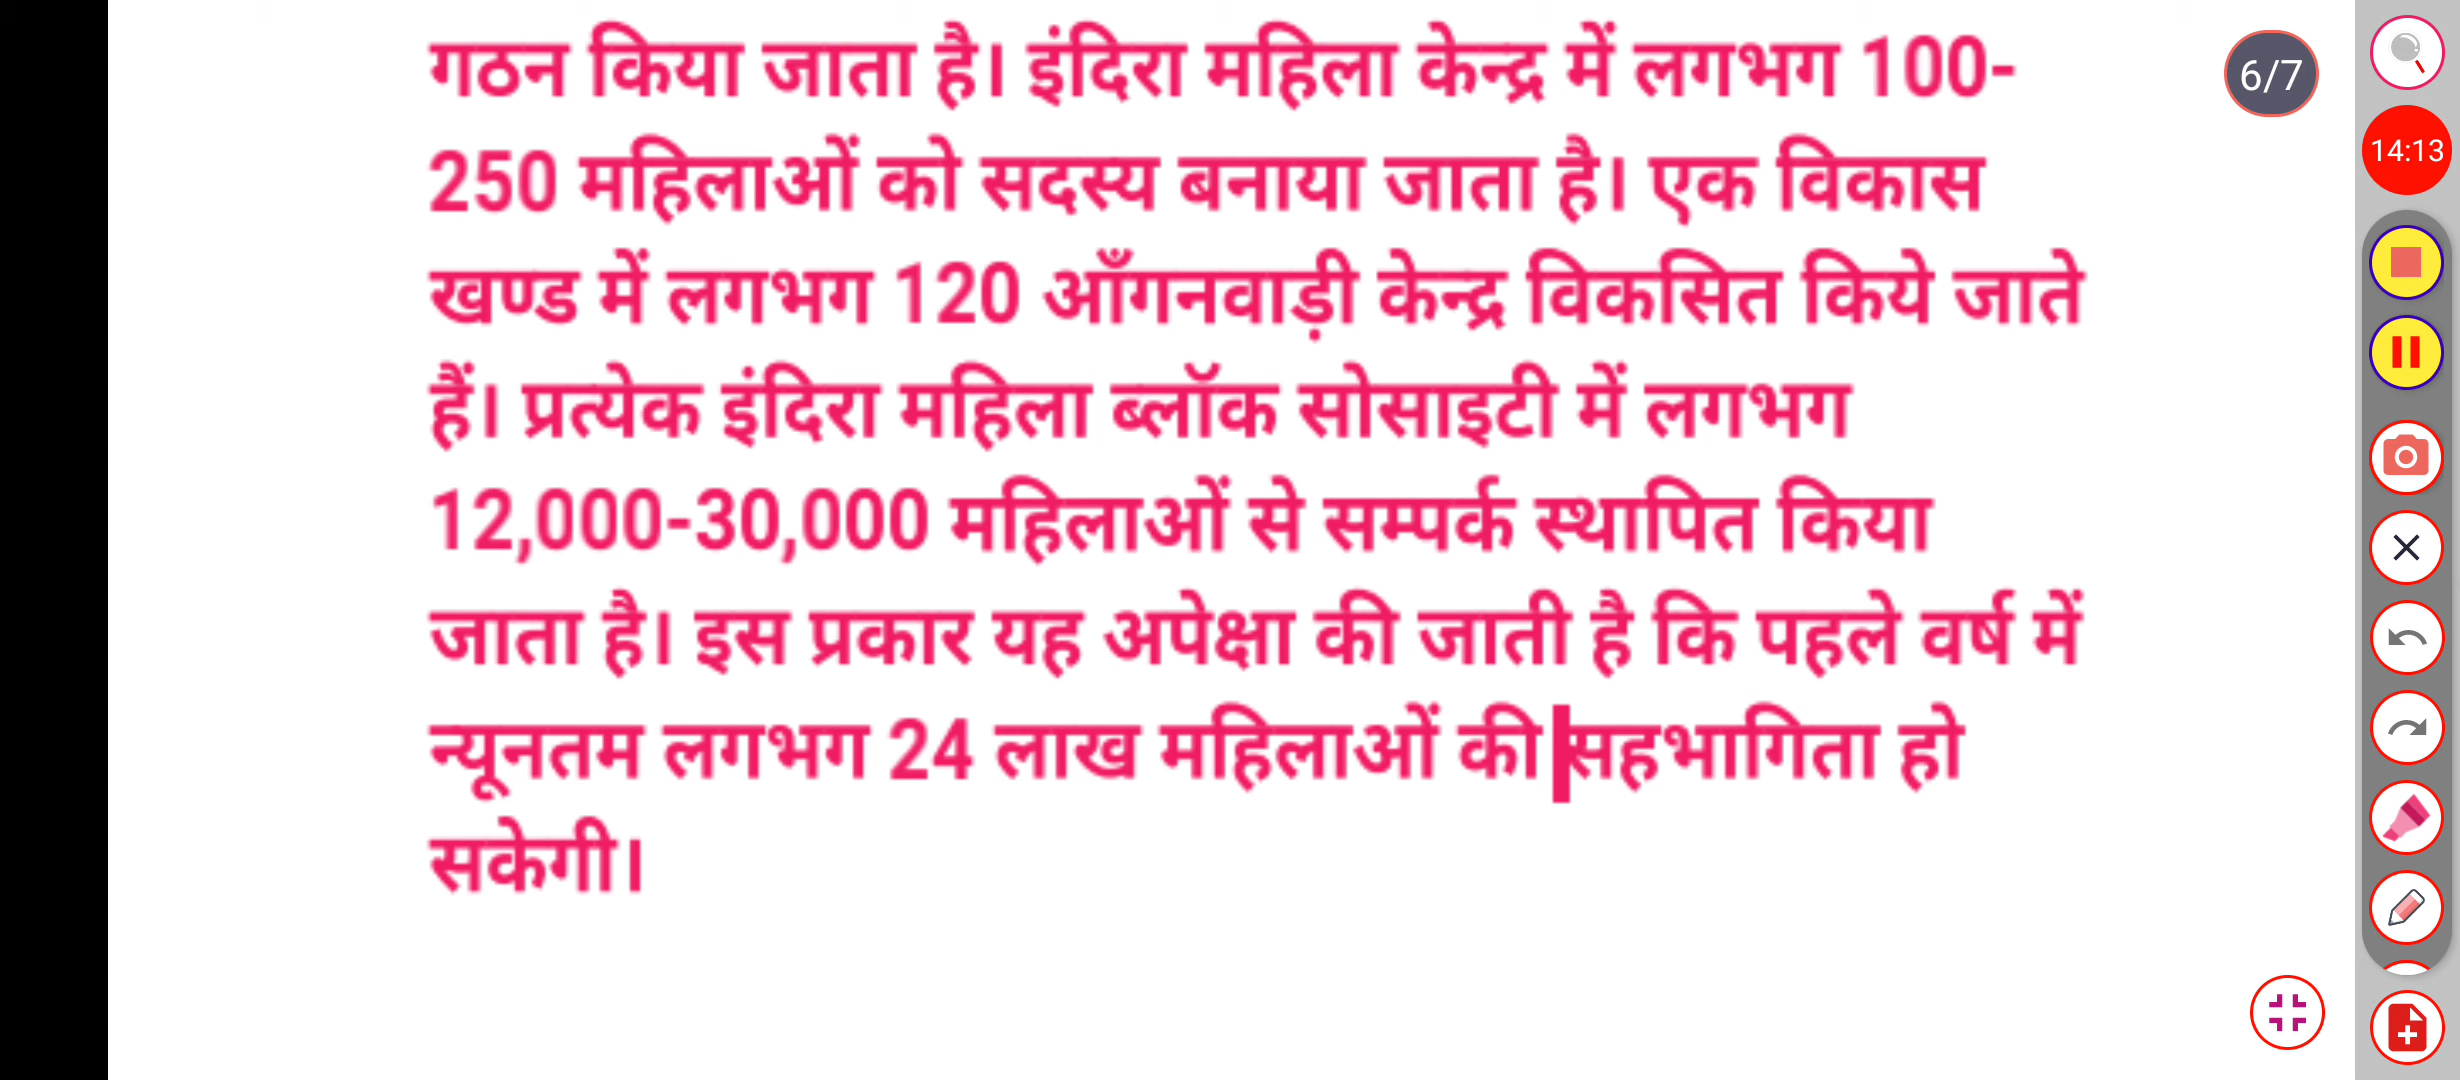 गठन किया जाता है। इंदिरा महिला केन्द्र में लगभग 100-
250 महिलाओं को सदस्य बनाया जाता है। एक विकास
खण्ड में लगभग 120 आँगनवाड़ी केन्द्र विकसित किये जाते
हैं। प्रत्येक इंदिरा महिला ब्लॉक सोसाइटी में लगभग
12,000-30,000 महिलाओं से सम्पर्क स्थापित किया
जाता है। इस प्रकार यह अपेक्षा की जाती है कि पहले वर्ष में
न्यूनतम लगभग 24 लाख महिलाओं की सहभागिता हो
सकेगी।
6/7
14:13